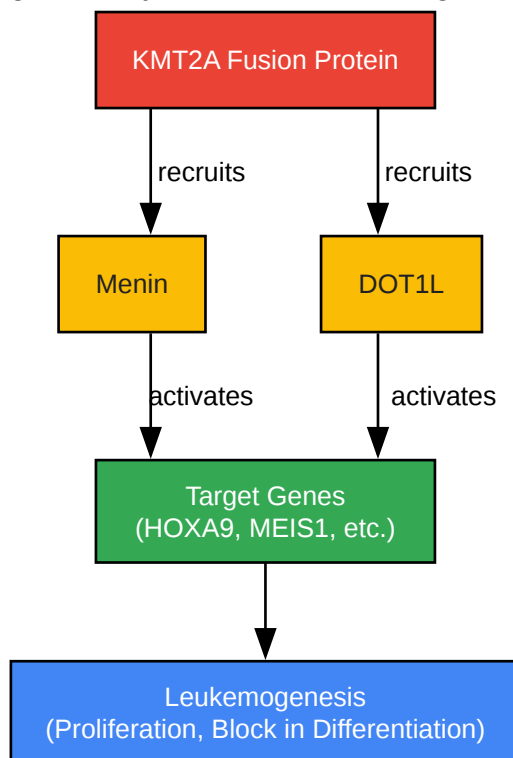 KMT2A Fusion Protein
recruits
recruits
Menin
DOT1L
activates
activates
Target Genes
(HOXA9, MEIS1, etc.)
Leukemogenesis
(Proliferation, Block in Differentiation)